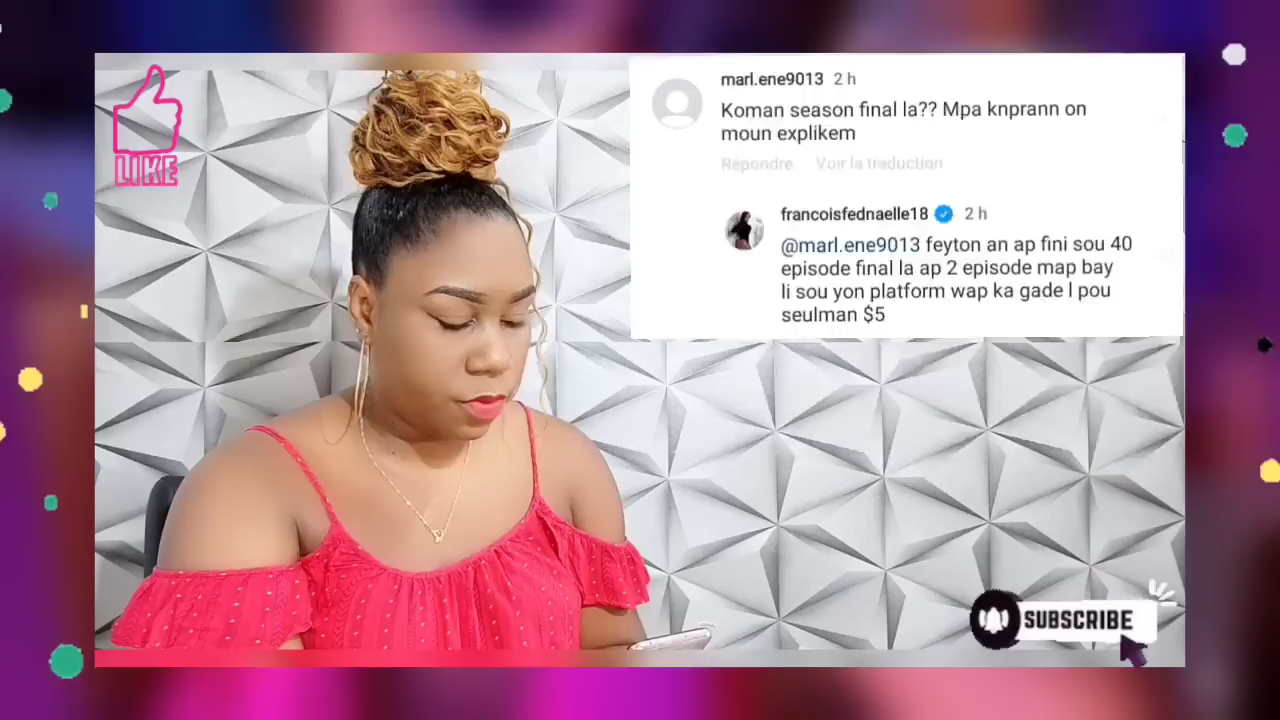 LIKE
marl.ene9013 2 h
Koman season final la?? Mpa knprann on
moun explikem
Répondre Voir la traduction
francoisfednaelle18 2 h
@marl.ene9013 feyton an ap fini sou 40
episode final la ap 2 episode map bay
li sou yon platform wap ka gade l pou
seulman $5
SUBSCRIBE